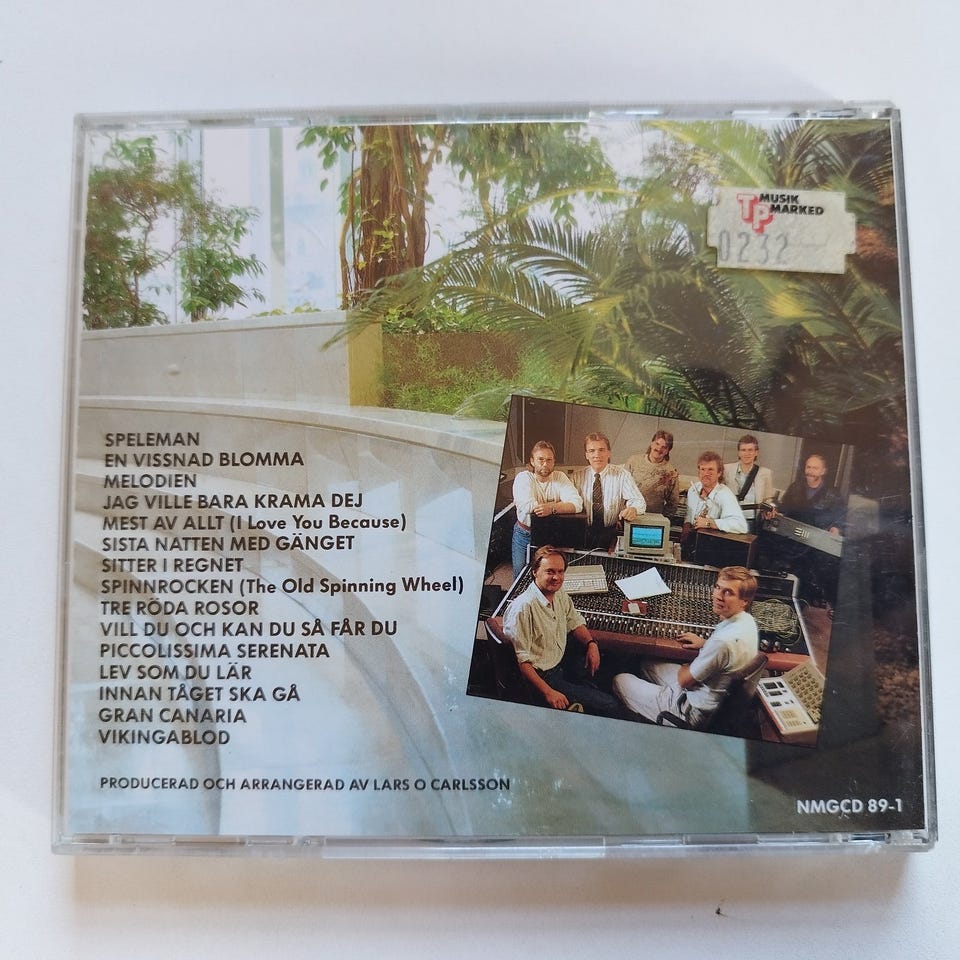 MUSIK
TP MARKED
0232
SPELEMAN
EN VISSNAD BLOMMA
MELODIEN
JAG VILLE BARA KRAMA DEJ
MEST AV ALLT (I Love You Because)
SISTA NATTEN MED GÄNGET
SITTER I REGNET
SPINNROCKEN (The Old Spinning Wheel)
TRE RÖDA ROSOR
VILL DU OCH KAN DU SÅ FÅR DU
PICCOLISSIMA SERENATA
LEV SOM DU LÄR
INNAN TÅGET SKA GÅ
GRAN CANARIA
VIKINGABLOD
PRODUCERAD OCH ARRANGERAD AV LARS O CARLSSON
NMGCD 89-1